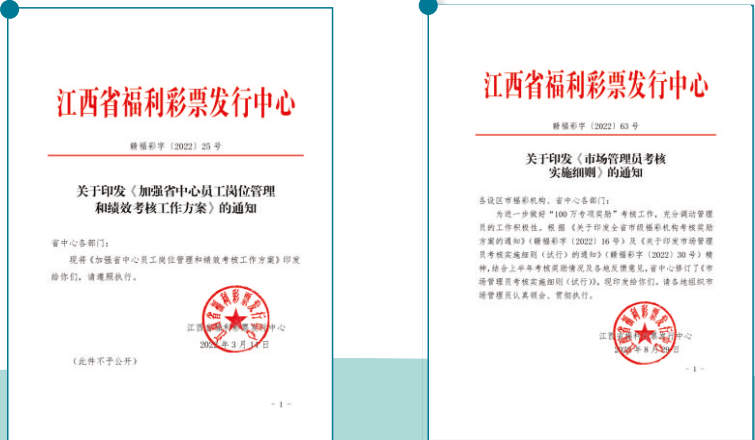 江西省福利彩票发行中心
赣福彩字〔2022〕25 号
关于印发《加强省中心员工岗位管理
和绩效考核工作方案》的通知
省中心各部门：
现将《加强省中心员工岗位管理和绩效考核工作方案》印发
给你们，请遵照执行。
江西省福利彩票发行中心
2022 年 3 月 17日
（此件不予公开）
- 1 -
江西省福利彩票发行中心
赣福彩字〔2022〕63 号
关于印发《市场管理员考核
实施细则》的通知
各设区市福彩机构、省中心各部门：
为进一步做好“100 万专项奖励”考核工作，充分调动管理
员的工作积极性。根据《关于印发全省市级福彩机构考核奖励
方案的通知》（赣福彩字〔2022〕16 号）及《关于印发市场管理
员考核实施细则（试行）的通知》（赣福彩字〔2022〕30 号）精
神，结合上半年考核奖励情况及各地反馈意见，省中心修订了《市
场管理员考核实施细则（试行）》。现印发给你们，请各地组织市
场管理员认真领会、贯彻执行。
江西省福利彩票发行中心
2022 年 8 月 29日
- 1 -